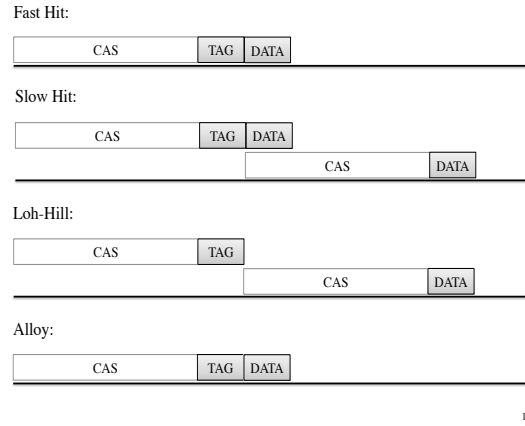 Fast Hit:
CAS TAG DATA
Slow Hit:
CAS TAG DATA
CAS DATA
Loh-Hill:
CAS TAG
CAS DATA
Alloy:
CAS TAG DATA